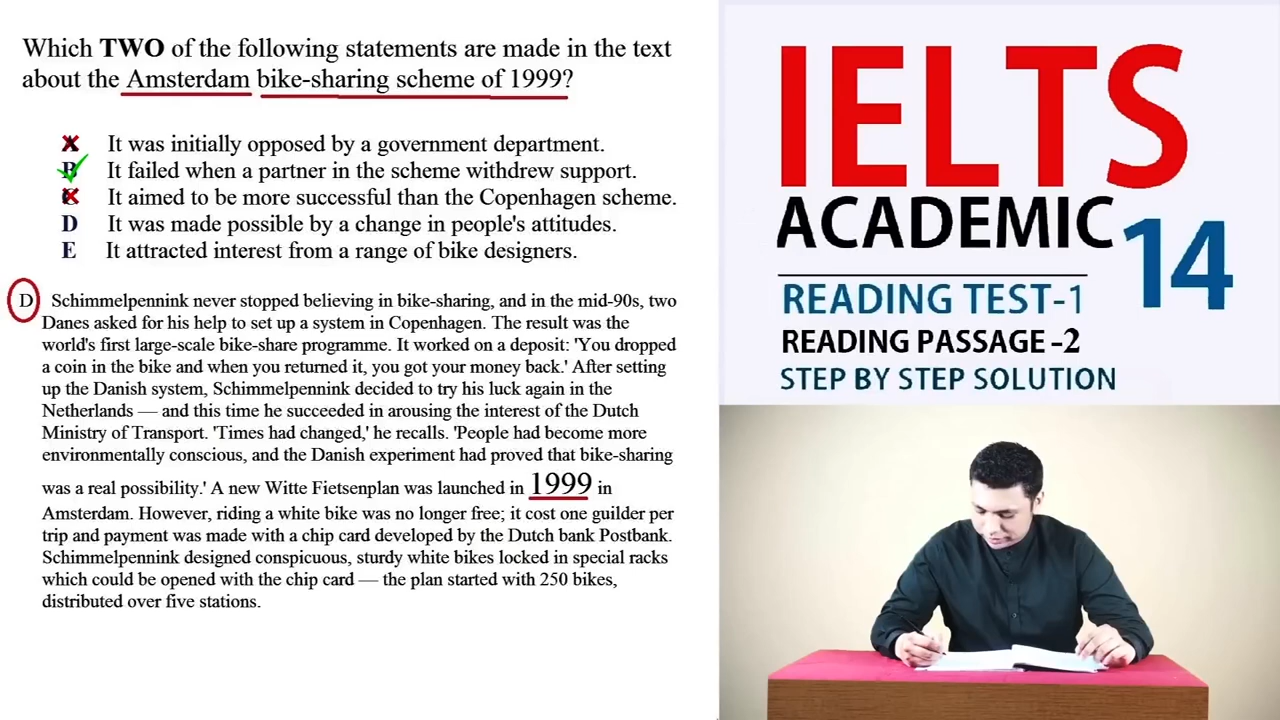 Which TWO of the following statements are made in the text
about the Amsterdam bike-sharing scheme of 1999?
A It was initially opposed by a government department.
B It failed when a partner in the scheme withdrew support.
C It aimed to be more successful than the Copenhagen scheme.
D It was made possible by a change in people's attitudes.
E It attracted interest from a range of bike designers.
D Schimmelpennink never stopped believing in bike-sharing, and in the mid-90s, two
Danes asked for his help to set up a system in Copenhagen. The result was the
world's first large-scale bike-share programme. It worked on a deposit: 'You dropped
a coin in the bike and when you returned it, you got your money back.' After setting
up the Danish system, Schimmelpennink decided to try his luck again in the
Netherlands — and this time he succeeded in arousing the interest of the Dutch
Ministry of Transport. 'Times had changed,' he recalls. 'People had become more
environmentally conscious, and the Danish experiment had proved that bike-sharing
was a real possibility.' A new Witte Fietsenplan was launched in 1999 in
Amsterdam. However, riding a white bike was no longer free; it cost one guilder per
trip and payment was made with a chip card developed by the Dutch bank Postbank.
Schimmelpennink designed conspicuous, sturdy white bikes locked in special racks
which could be opened with the chip card — the plan started with 250 bikes,
distributed over five stations.
IELTS
ACADEMIC 14
READING TEST-1
READING PASSAGE-2
STEP BY STEP SOLUTION